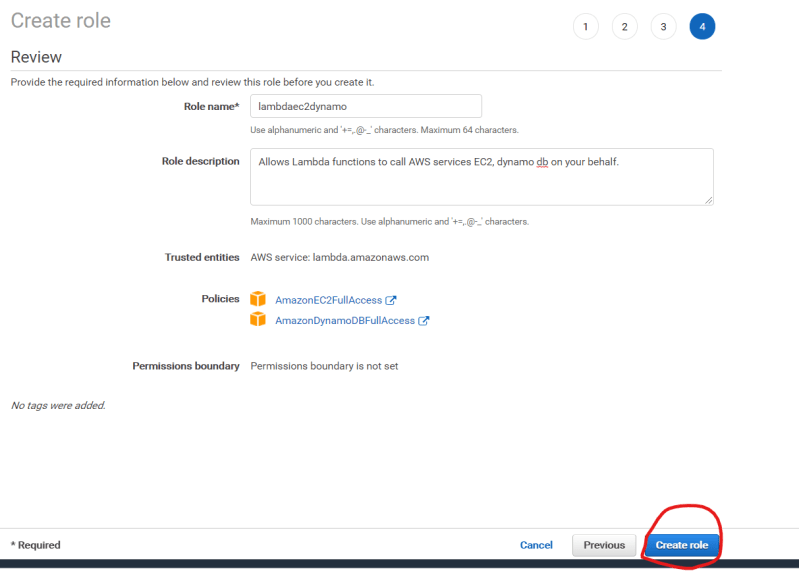 Create role
1 2 3 4
Review
Provide the required information below and review this role before you create it.
Role name* lambdaec2dynamo
Use alphanumeric and '+=,.@-_' characters. Maximum 64 characters.
Role description Allows Lambda functions to call AWS services EC2, dynamo db on your behalf.
Maximum 1000 characters. Use alphanumeric and '+=,.@-_' characters.
Trusted entities AWS service: lambda.amazonaws.com
Policies AmazonEC2FullAccess
AmazonDynamoDBFullAccess
Permissions boundary Permissions boundary is not set
No tags were added.
* Required Cancel Previous Create role